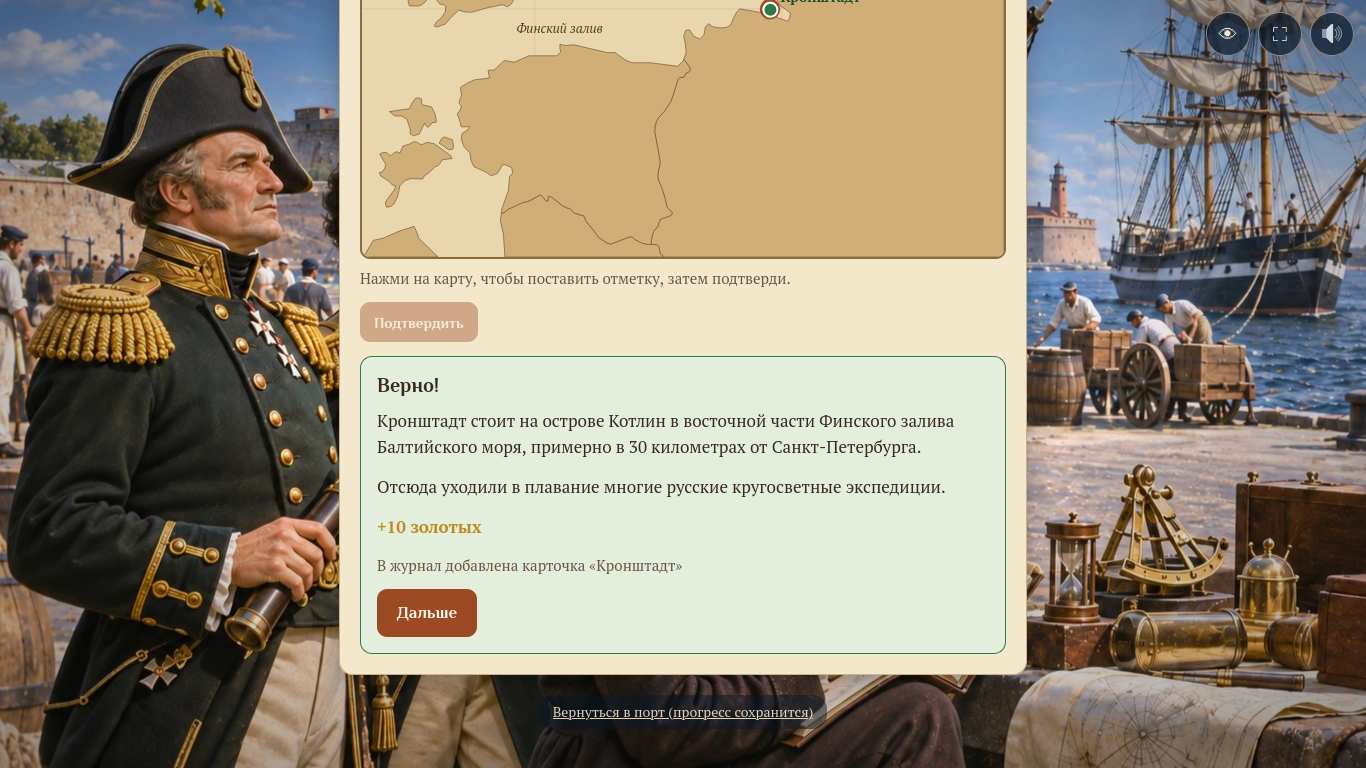 Кронштадт
Финский залив
Нажми на карту, чтобы поставить отметку, затем подтверди.
Подтвердить
Верно!
Кронштадт стоит на острове Котлин в восточной части Финского залива
Балтийского моря, примерно в 30 километрах от Санкт-Петербурга.
Отсюда уходили в плавание многие русские кругосветные экспедиции.
+10 золотых
В журнал добавлена карточка «Кронштадт»
Дальше
Вернуться в порт (прогресс сохранится)